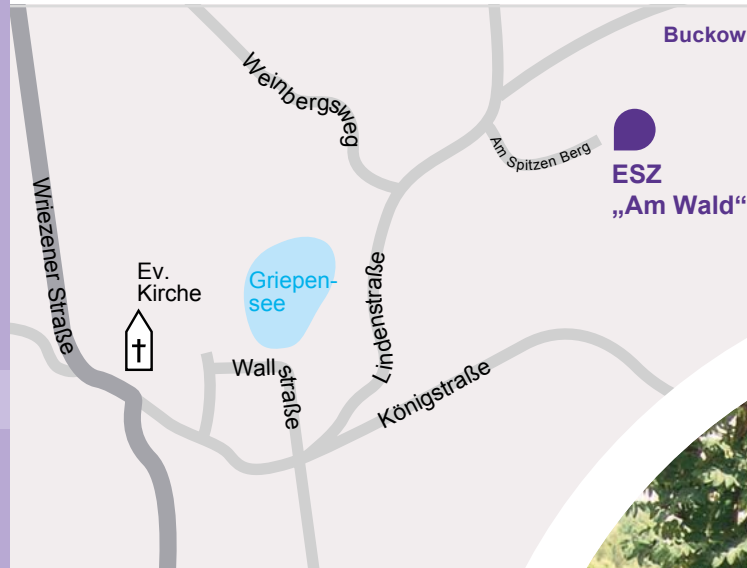 Buckow
Weinbergsweg
Am Spitzen Berg
ESZ
„Am Wald“
Wriezener Straße
Ev.
Kirche
Griepen-
see
Lindenstraße
Wall straße
Königstraße